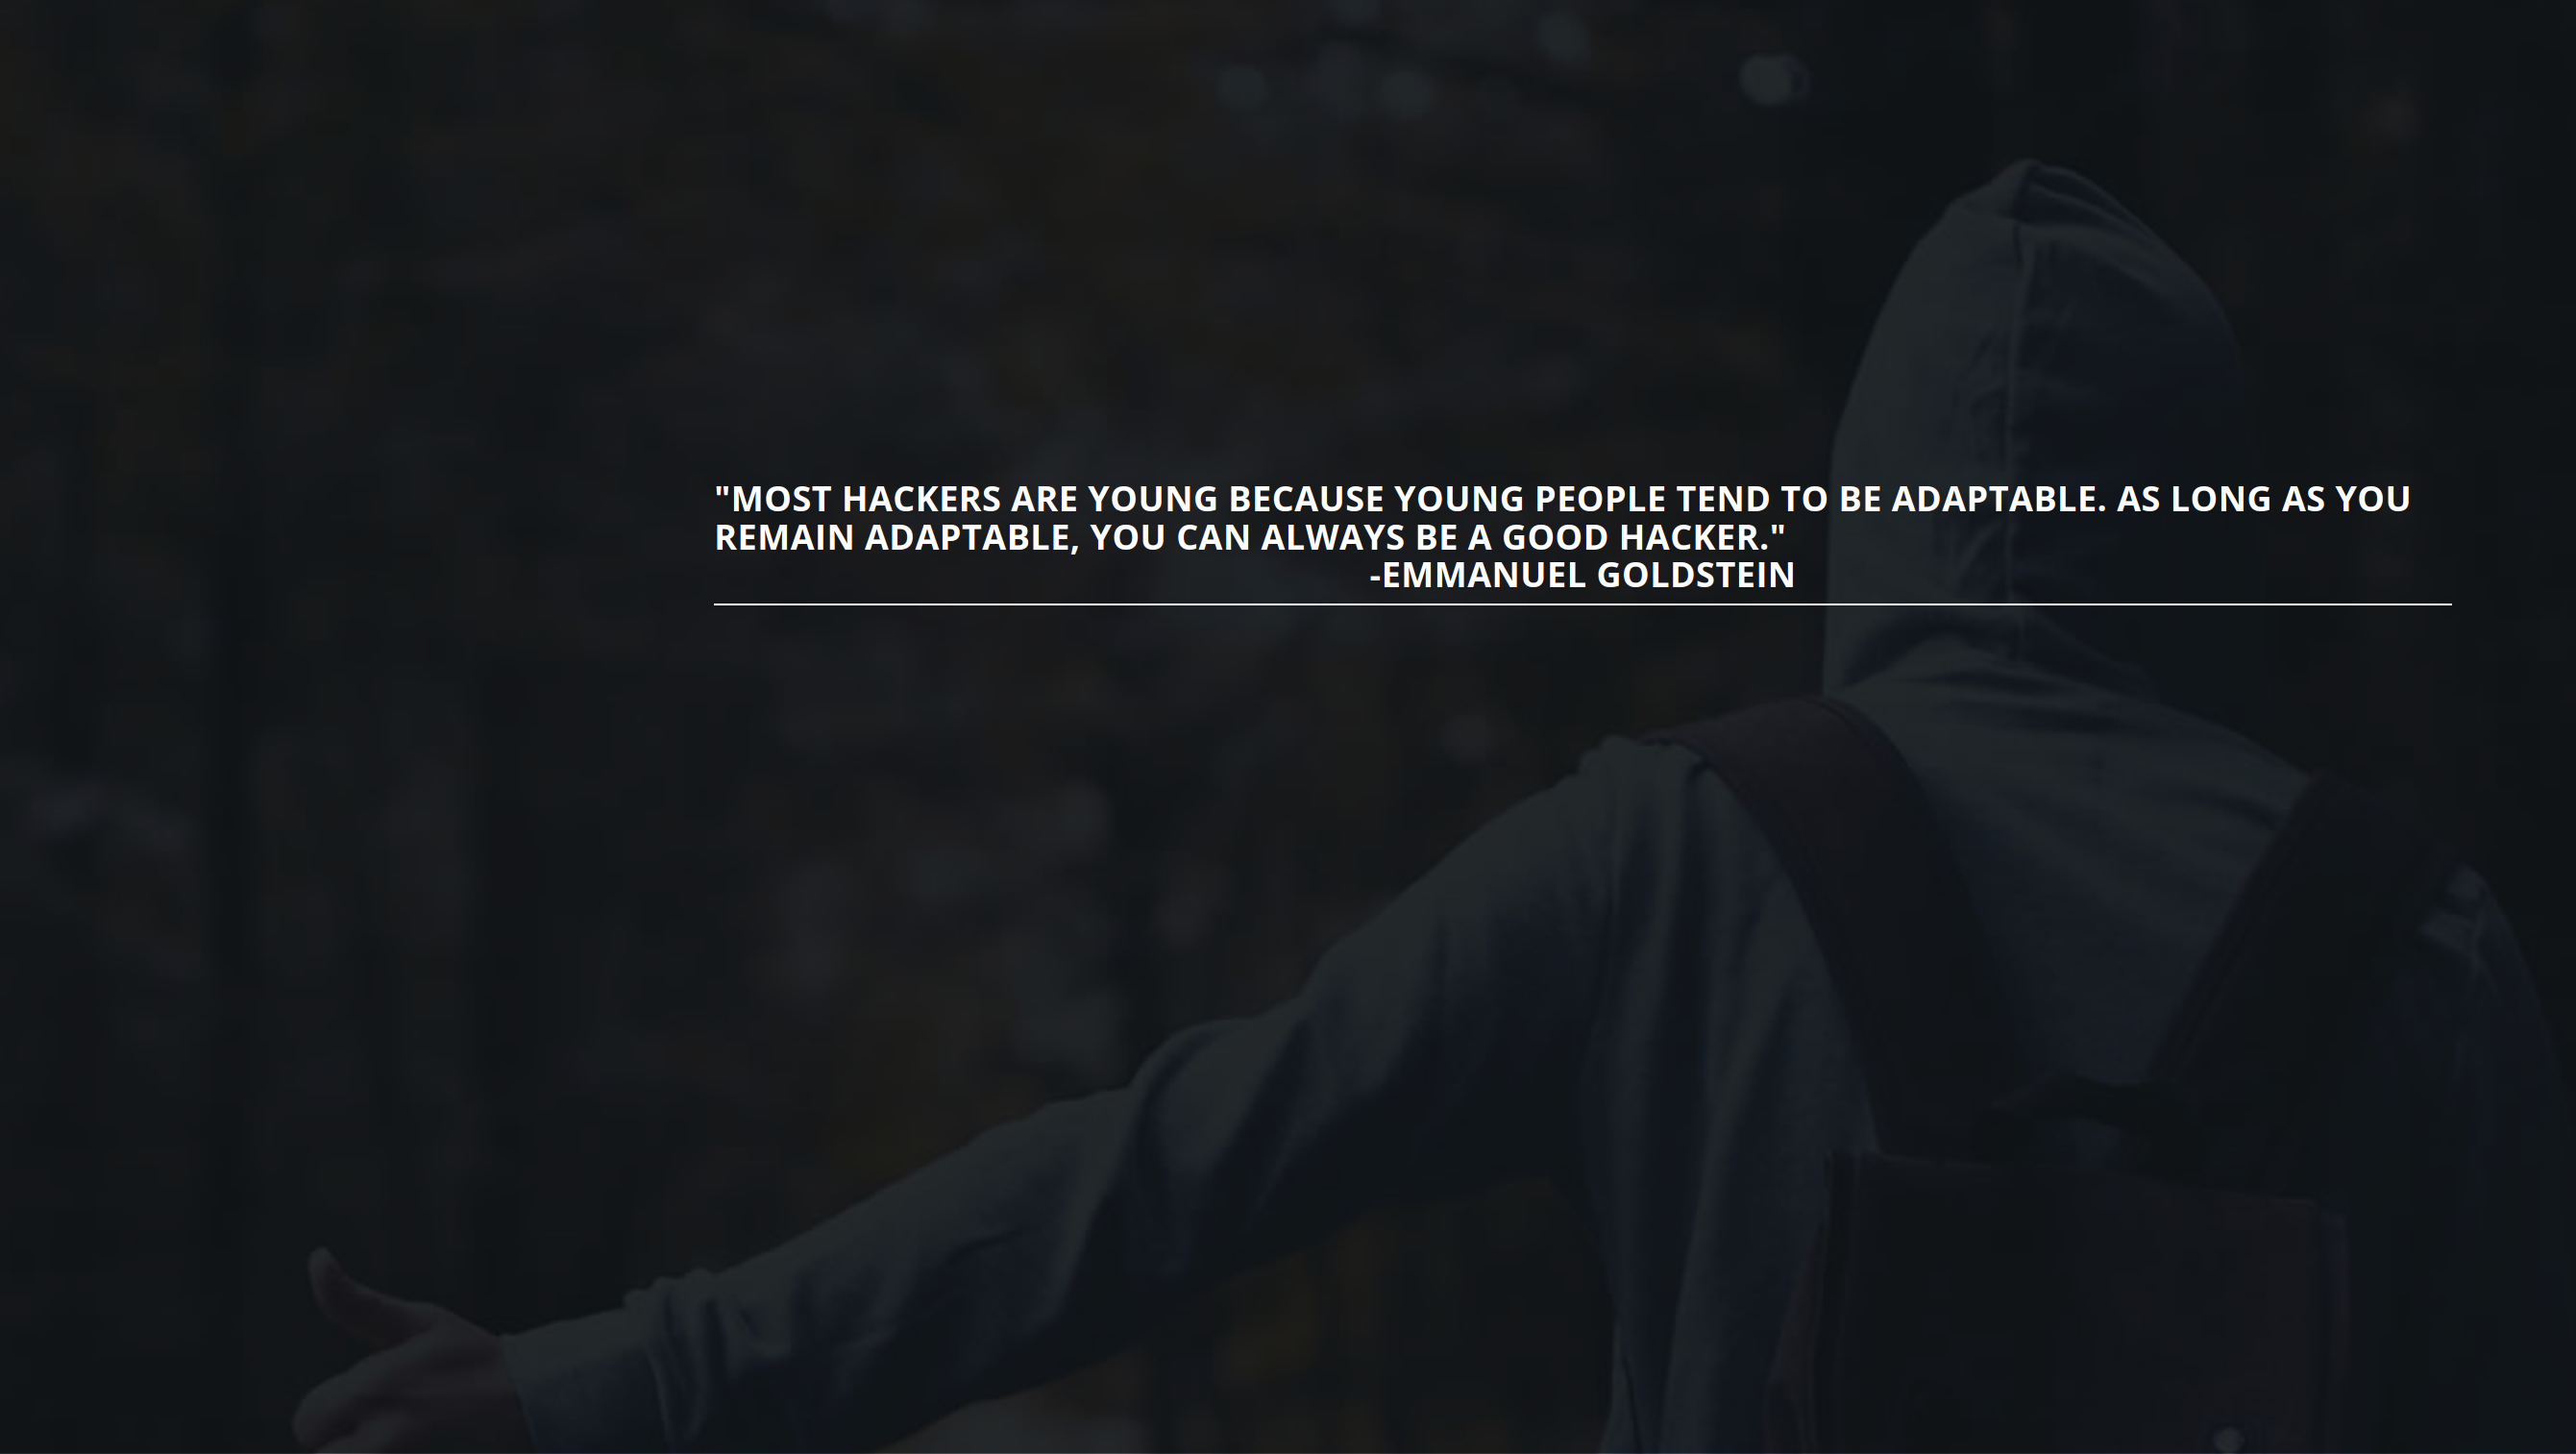 "MOST HACKERS ARE YOUNG BECAUSE YOUNG PEOPLE TEND TO BE ADAPTABLE. AS LONG AS YOU
REMAIN ADAPTABLE, YOU CAN ALWAYS BE A GOOD HACKER."
-EMMANUEL GOLDSTEIN